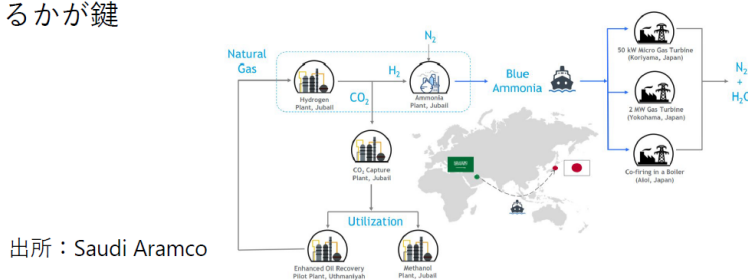 るかが鍵
N₂
Natural
Gas
H₂
CO₂
Hydrogen
Plant, Jubail
Ammonia
Plant, Jubail
Blue
Ammonia
50 kW Micro Gas Turbine
(Koriyama, Japan)
2 MW Gas Turbine
(Yokohama, Japan)
Co-firing in a Boiler
(Aioi, Japan)
N₂
+
H₂O
CO₂ Capture
Plant, Jubail
Utilization
Enhanced Oil Recovery
Pilot Plant, Uthmaniyah
Methanol
Plant, Jubail
出所：Saudi Aramco